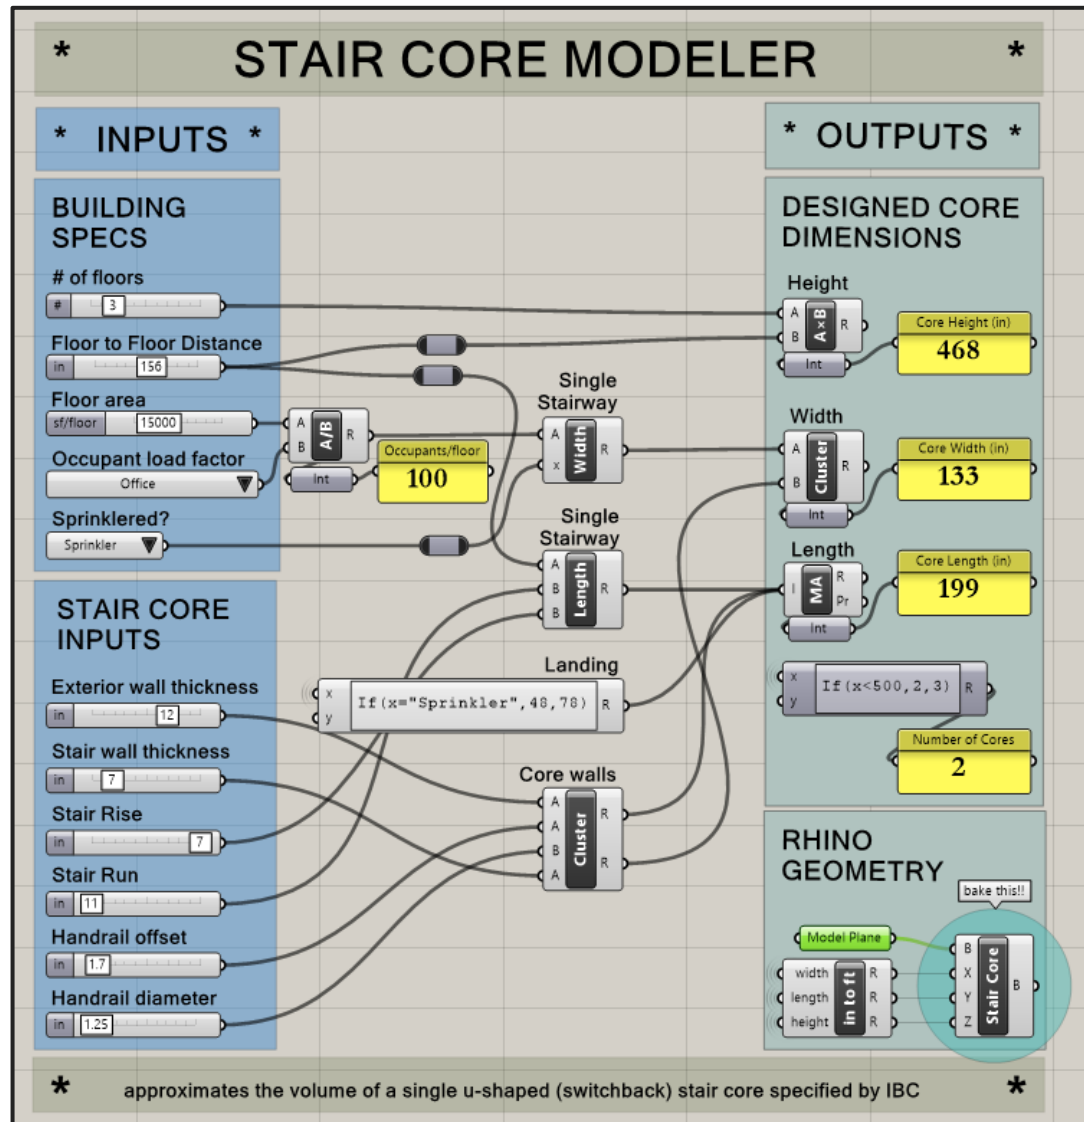 * STAIR CORE MODELER *
* INPUTS *
BUILDING
SPECS
# of floors
# 3
Floor to Floor Distance
in 156
Floor area
sf/floor 15000
Occupant load factor
Office
Sprinklered?
Sprinkler
A
B
A/B
R
Int
Occupants/floor
100
Single
Stairway
A
x
Width
R
Single
Stairway
A
B
B
Length
R
STAIR CORE
INPUTS
Exterior wall thickness
in 12
Stair wall thickness
in 7
Stair Rise
in 7
Stair Run
in 11
Handrail offset
in 1.7
Handrail diameter
in 1.25
Landing
x
y
If(x="Sprinkler",48,78)
R
Core walls
A
A
B
A
Cluster
R
R
* OUTPUTS *
DESIGNED CORE
DIMENSIONS
Height
A
B
A×B
R
Int
Core Height (in)
468
Width
A
B
Cluster
R
Int
Core Width (in)
133
Length
I
MA
R
Pr
Int
Core Length (in)
199
x
y
If(x<500,2,3)
R
Number of Cores
2
RHINO
GEOMETRY
bake this!!
Model Plane
width
length
height
in to ft
R
R
R
B
X
Y
Z
Stair Core
B
* approximates the volume of a single u-shaped (switchback) stair core specified by IBC *